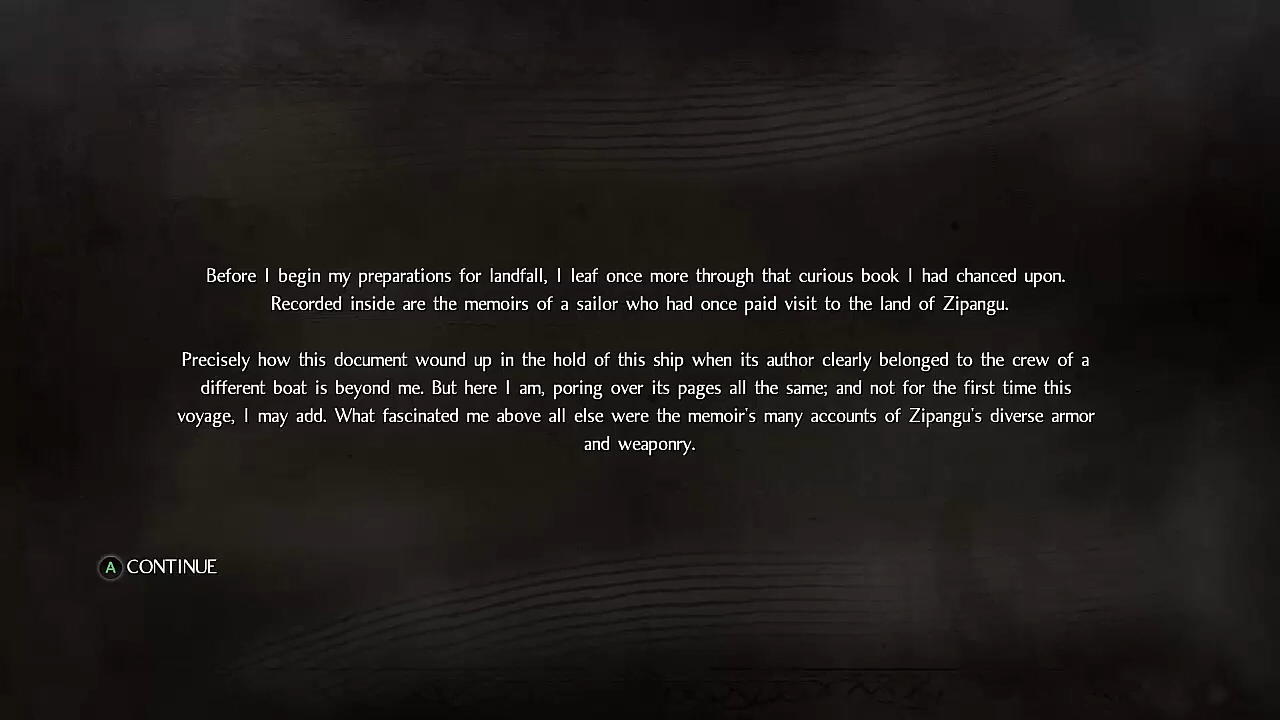 Before I begin my preparations for landfall, I leaf once more through that curious book I had chanced upon.
Recorded inside are the memoirs of a sailor who had once paid visit to the land of Zipangu.
Precisely how this document wound up in the hold of this ship when its author clearly belonged to the crew of a
different boat is beyond me. But here I am, poring over its pages all the same; and not for the first time this
voyage, I may add. What fascinated me above all else were the memoir's many accounts of Zipangu's diverse armor
and weaponry.
A CONTINUE